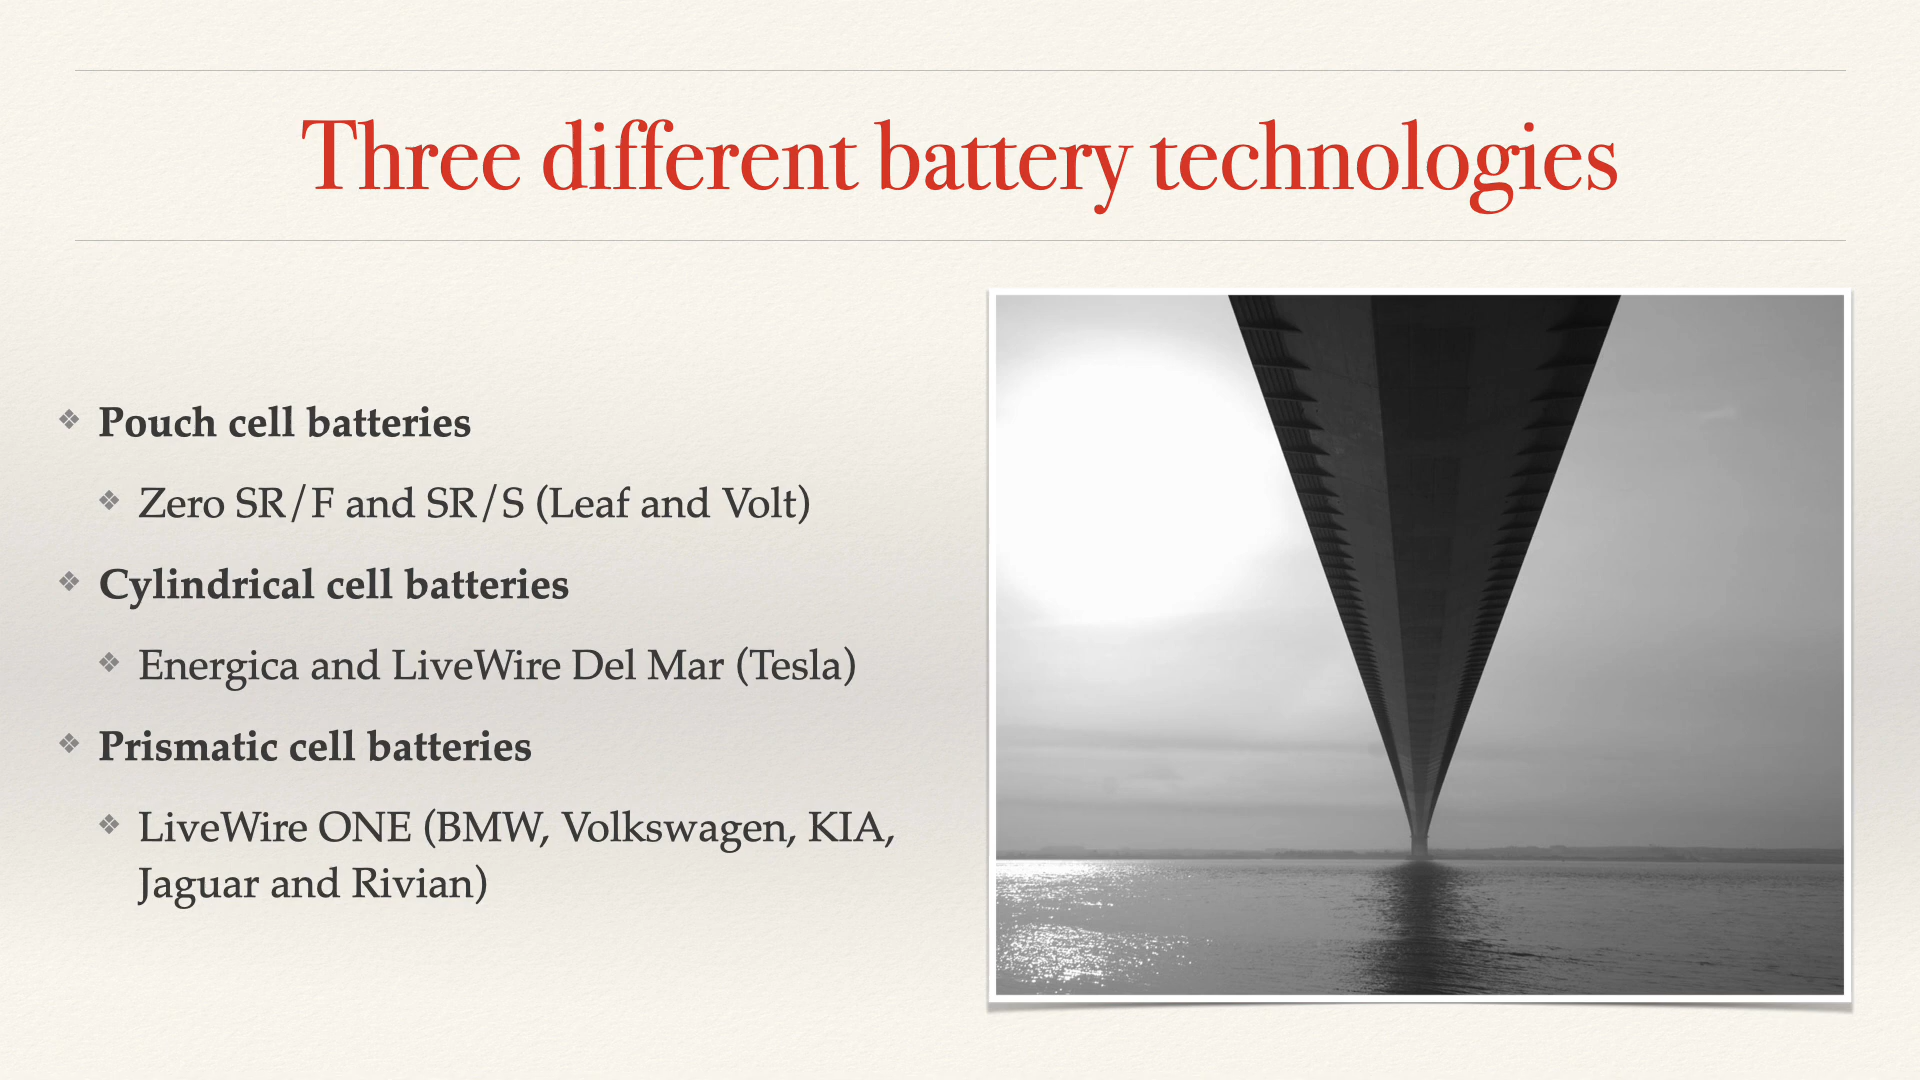 Three different battery technologies
❖ Pouch cell batteries
❖ Zero SR/F and SR/S (Leaf and Volt)
❖ Cylindrical cell batteries
❖ Energica and LiveWire Del Mar (Tesla)
❖ Prismatic cell batteries
❖ LiveWire ONE (BMW, Volkswagen, KIA,
Jaguar and Rivian)